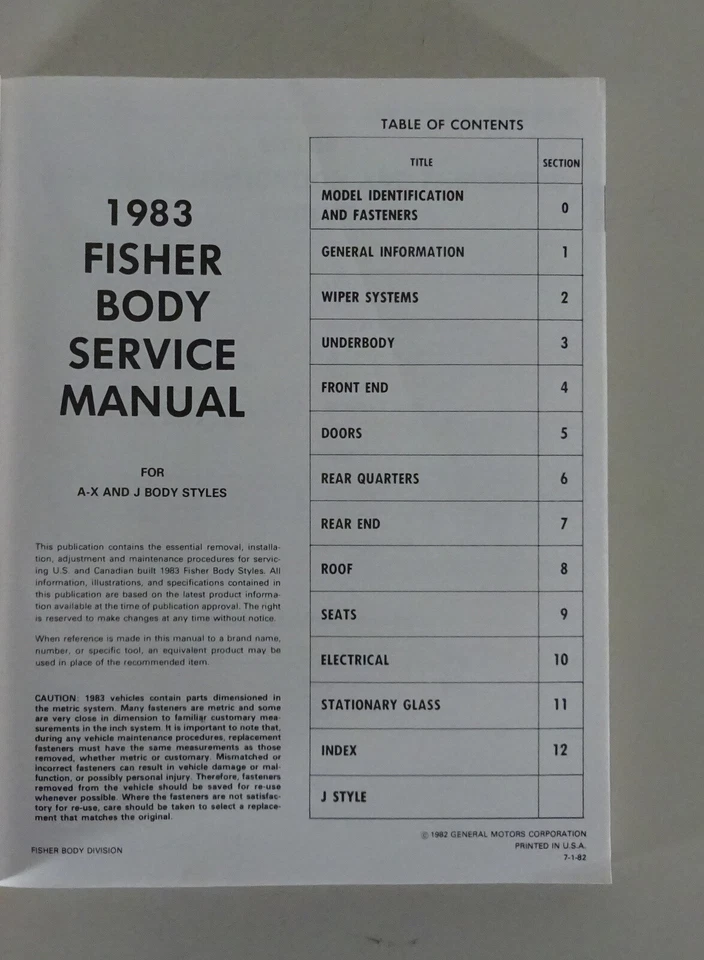 1983
FISHER
BODY
SERVICE
MANUAL
FOR
A-X AND J BODY STYLES
This publication contains the essential removal, installa-
tion, adjustment and maintenance procedures for servic-
ing U.S. and Canadian built 1983 Fisher Body Styles. All
information, illustrations, and specifications contained in
this publication are based on the latest product informa-
tion available at the time of publication approval. The right
is reserved to make changes at any time without notice.
When reference is made in this manual to a brand name,
number, or specific tool, an equivalent product may be
used in place of the recommended item.
CAUTION: 1983 vehicles contain parts dimensioned in
the metric system. Many fasteners are metric and some
are very close in dimension to familiar customary mea-
surements in the inch system. It is important to note that,
during any vehicle maintenance procedures, replacement
fasteners must have the same measurements as those
removed, whether metric or customary. Mismatched or
incorrect fasteners can result in vehicle damage or mal-
function, or possibly personal injury. Therefore, fasteners
removed from the vehicle should be saved for re-use
whenever possible. Where the fasteners are not satisfac-
tory for re-use, care should be taken to select a replace-
ment that matches the original.
FISHER BODY DIVISION
TABLE OF CONTENTS
TITLE SECTION
MODEL IDENTIFICATION
AND FASTENERS 0
GENERAL INFORMATION 1
WIPER SYSTEMS 2
UNDERBODY 3
FRONT END 4
DOORS 5
REAR QUARTERS 6
REAR END 7
ROOF 8
SEATS 9
ELECTRICAL 10
STATIONARY GLASS 11
INDEX 12
J STYLE
© 1982 GENERAL MOTORS CORPORATION
PRINTED IN U.S.A.
7-1-82